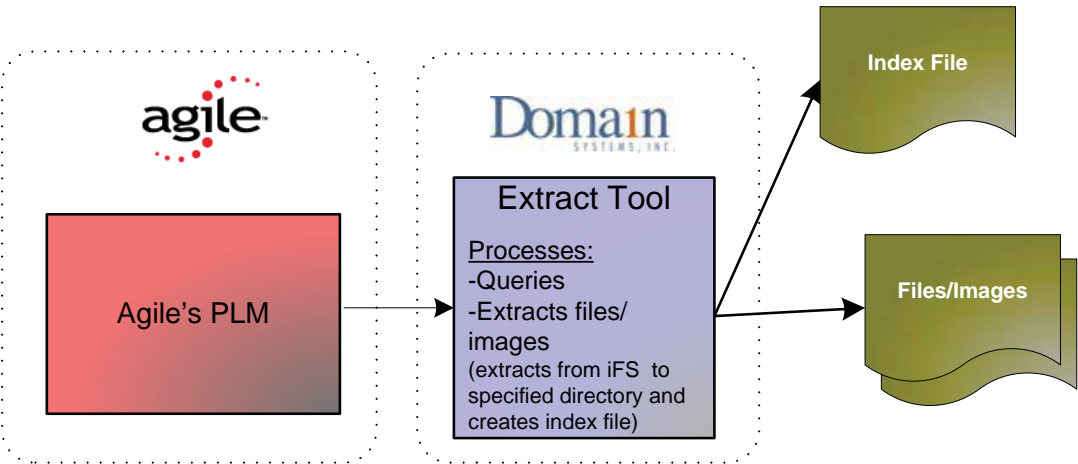 agile™
Agile's PLM
Domain
SYSTEMS, INC.
Extract Tool
Processes:
-Queries
-Extracts files/
images
(extracts from iFS to
specified directory and
creates index file)
Index File
Files/Images